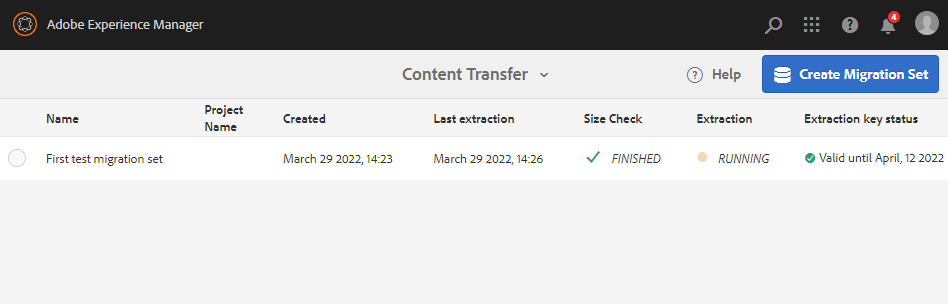 Adobe Experience Manager
4
Content Transfer
Help
Create Migration Set
Name
Project
Name
Created
Last extraction
Size Check
Extraction
Extraction key status
First test migration set
March 29 2022, 14:23
March 29 2022, 14:26
FINISHED
RUNNING
Valid until April, 12 2022